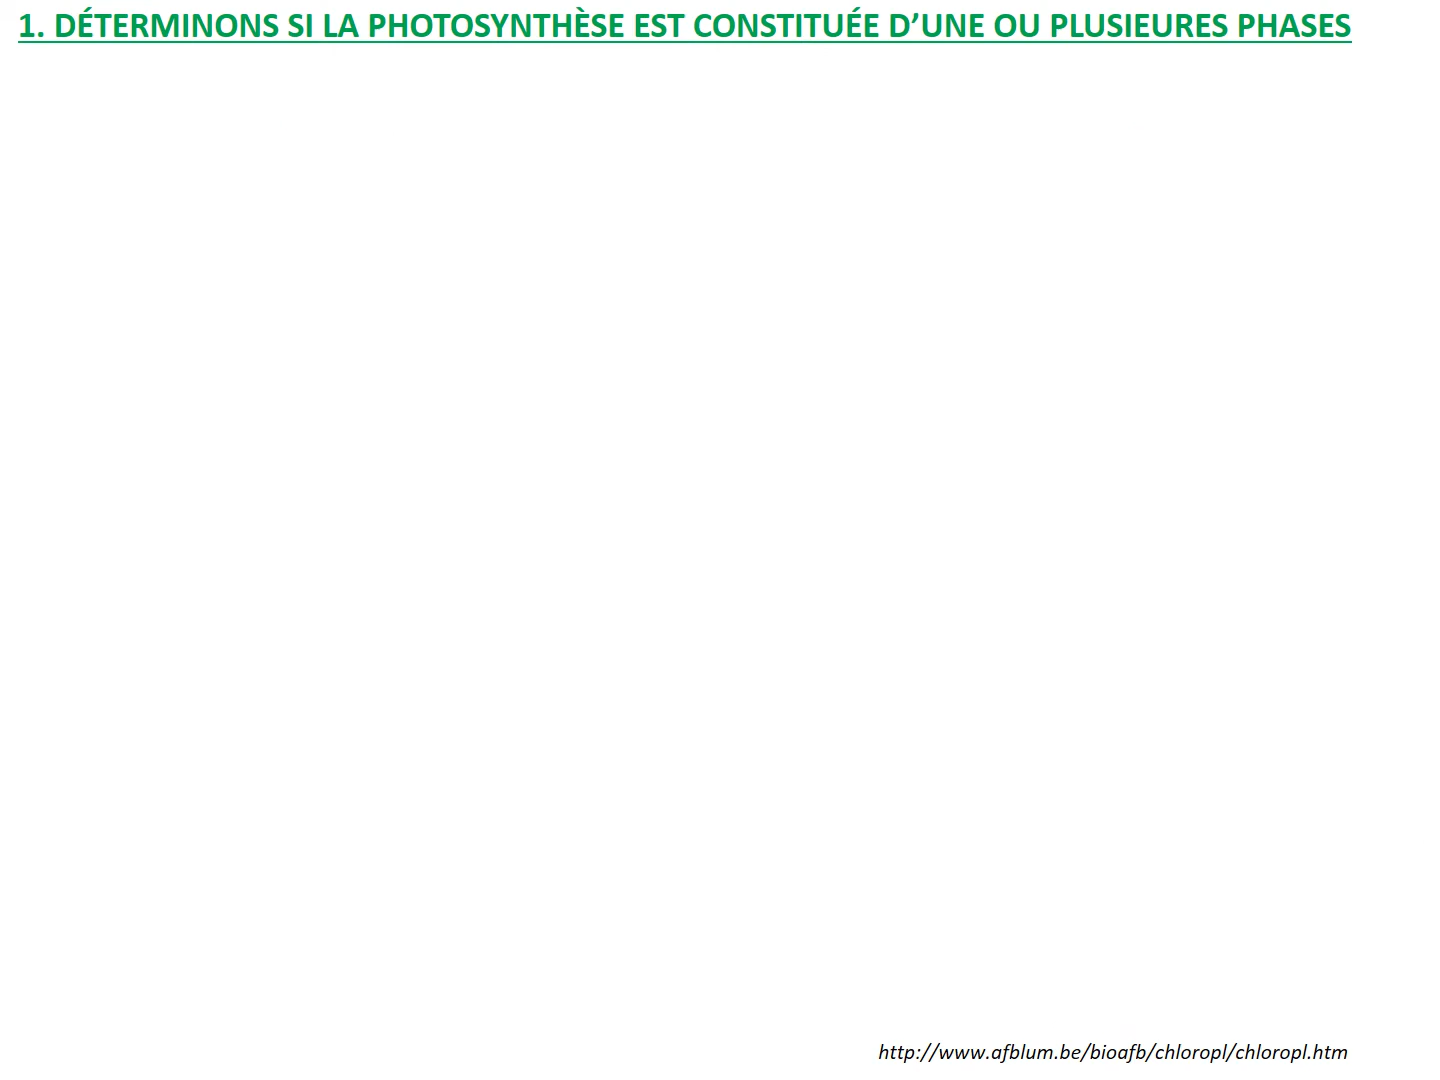 1. DÉTERMINONS SI LA PHOTOSYNTHÈSE EST CONSTITUÉE D’UNE OU PLUSIEURES PHASES
http://www.afblum.be/bioafb/chloropl/chloropl.htm